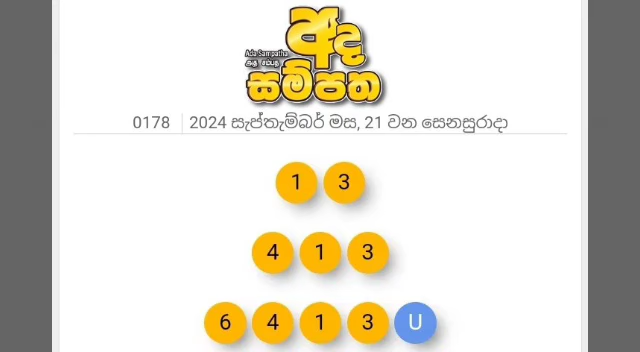 අද
Ada Sampatha
සම්පත
0178 2024 සැප්තැම්බර් මස, 21 වන සෙනසුරාදා
1 3
4 1 3
6 4 1 3 U